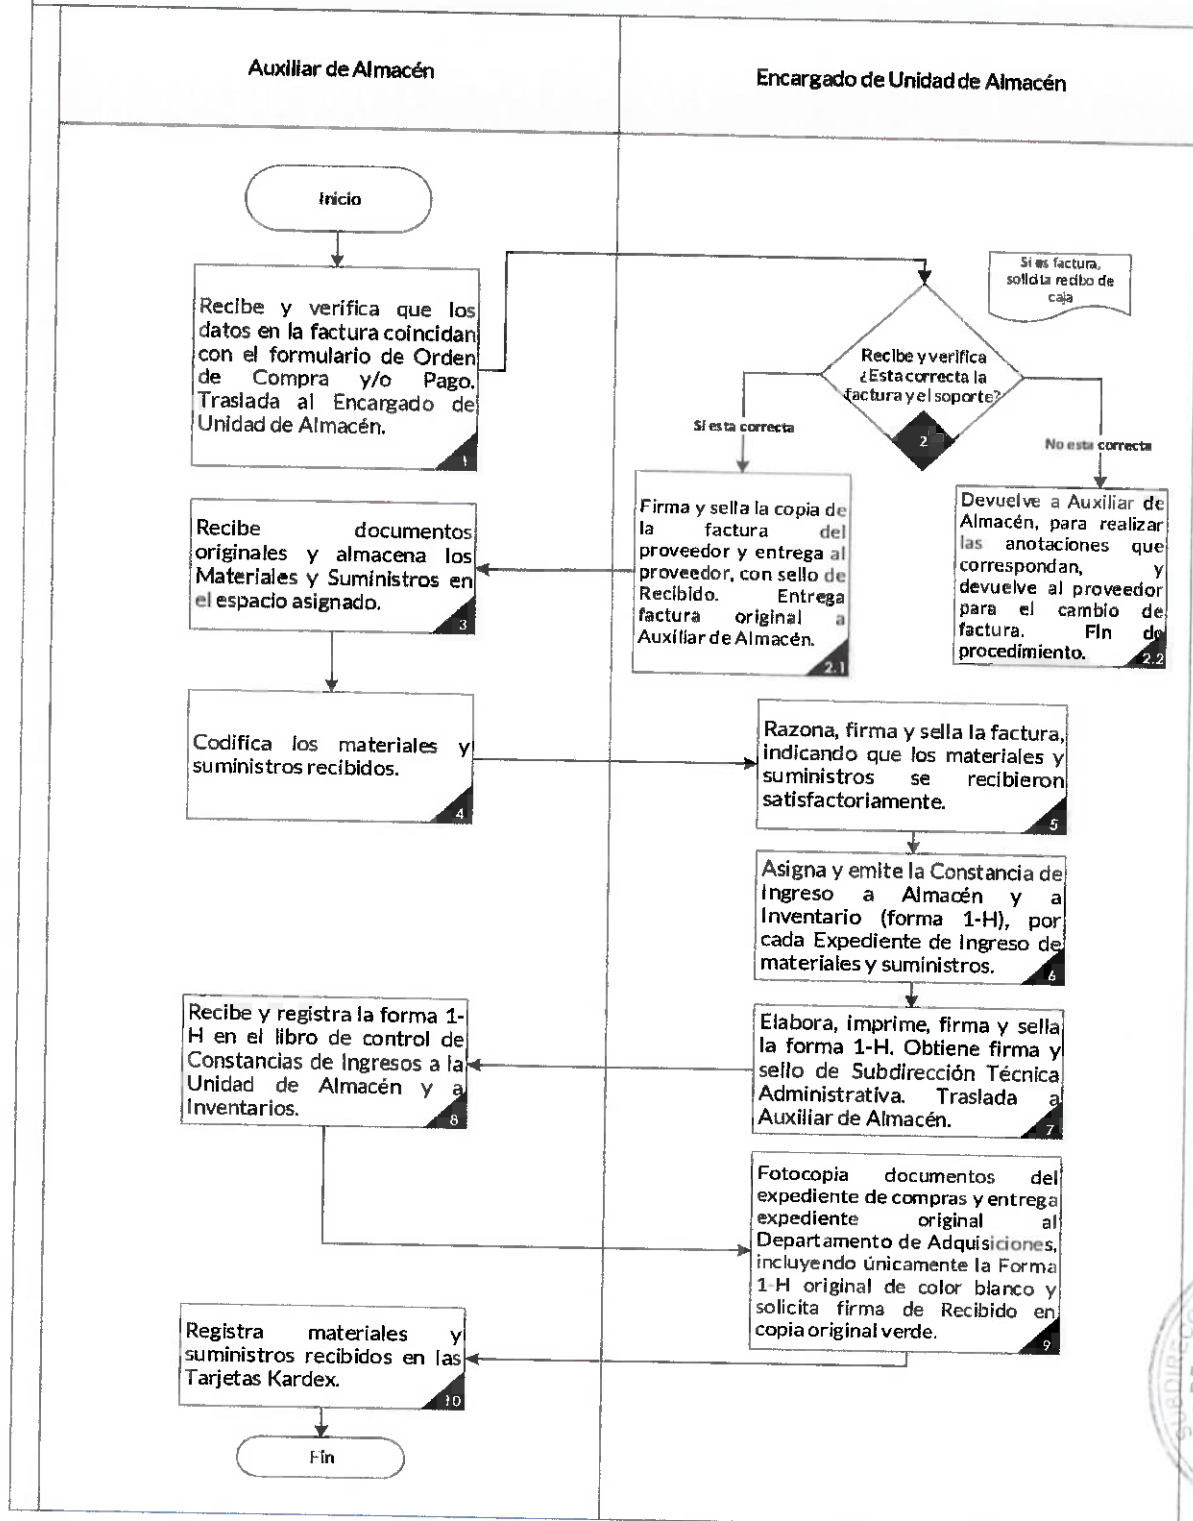 Auxiliar de Almacén
Encargado de Unidad de Almacén
Inicio
Recibe y verifica que los
datos en la factura coincidan
con el formulario de Orden
de Compra y/o Pago.
Traslada al Encargado de
Unidad de Almacén.
1
Si es factura,
solicita recibo de
caja
Recibe y verifica
¿Esta correcta la
factura y el soporte?
2
Si esta correcta
No esta correcta
Firma y sella la copia de
la factura del
proveedor y entrega al
proveedor, con sello de
Recibido. Entrega
factura original a
Auxiliar de Almacén.
2.1
Devuelve a Auxiliar de
Almacén, para realizar
las anotaciones que
correspondan, y
devuelve al proveedor
para el cambio de
factura. Fin de
procedimiento.
2.2
Recibe documentos
originales y almacena los
Materiales y Suministros en
el espacio asignado.
3
Codifica los materiales y
suministros recibidos.
4
Razona, firma y sella la factura,
indicando que los materiales y
suministros se recibieron
satisfactoriamente.
5
Asigna y emite la Constancia de
Ingreso a Almacén y a
Inventario (forma 1-H), por
cada Expediente de Ingreso de
materiales y suministros.
6
Elabora, imprime, firma y sella
la forma 1-H. Obtiene firma y
sello de Subdirección Técnica
Administrativa. Traslada a
Auxiliar de Almacén.
7
Recibe y registra la forma 1-
H en el libro de control de
Constancias de Ingresos a la
Unidad de Almacén y a
Inventarios.
8
Fotocopia documentos del
expediente de compras y entrega
expediente original al
Departamento de Adquisiciones,
incluyendo únicamente la Forma
1-H original de color blanco y
solicita firma de Recibido en
copia original verde.
9
Registra materiales y
suministros recibidos en las
Tarjetas Kardex.
10
Fin